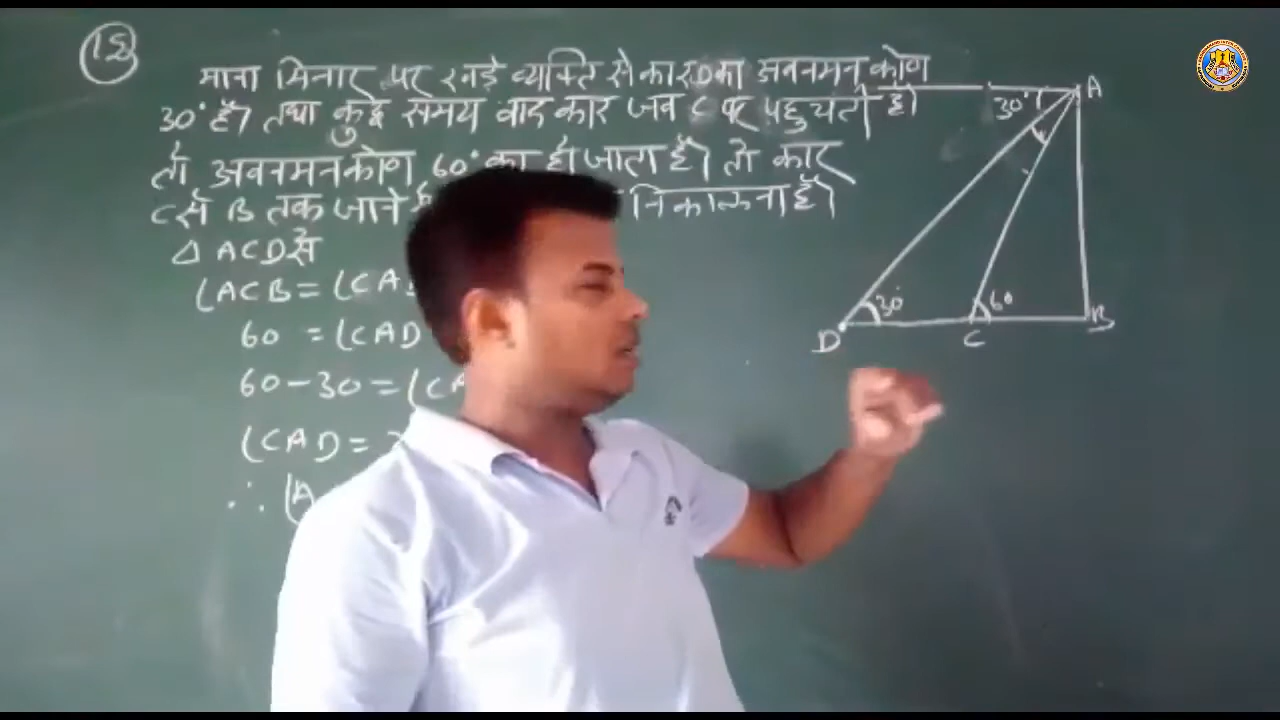 15
माना मिनार पर खड़े व्यक्ति से कार D का अवनमन कोण
30° है। तथा कुछ समय बाद कार जब C पर पहुचती है।
तो अवनमन कोण 60° का हो जाता है। तो कार
C से B तक जाने निकालना है।
Δ ACD से
∠ACB = ∠CA
60 = ∠CAD
60-30 = ∠CA
∠CAD =
∴ ∠A
30° A
30° 60
D C B